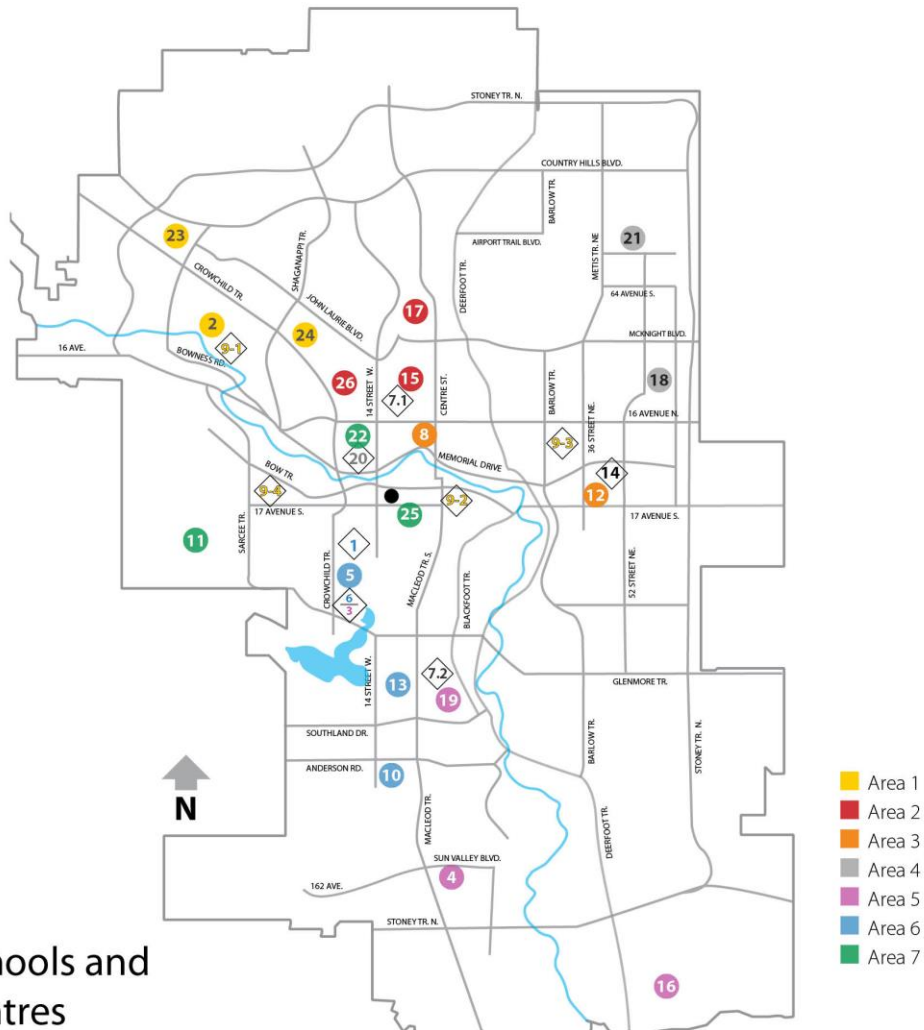 STONEY TR. N.
COUNTRY HILLS BLVD.
BARLOW TR.
23
SHAGANAPPI TR.
METIS TR. NE
21
AIRPORT TRAIL BLVD.
CROWCHILD TR.
DEERFOOT TR.
64 AVENUE S.
JOHN LAURIE BLVD.
17
2
24
MCKNIGHT BLVD.
16 AVE.
9-1
BOWNESS RD.
26
14 STREET W.
15
7.1
CENTRE ST.
BARLOW TR.
36 STREET NE.
18
16 AVENUE N.
22
8
9-3
20
MEMORIAL DRIVE
BOW TR.
14
9-4
12
9-2
17 AVENUE S.
25
17 AVENUE S.
11
SARCEE TR.
1
CROWCHILD TR.
5
MACLEOD TR. S.
BLACKFOOT TR.
52 STREET NE.
6
3
14 STREET W.
13
7.2
19
GLENMORE TR.
SOUTHLAND DR.
BARLOW TR.
STONEY TR. N.
ANDERSON RD.
10
N
MACLEOD TR.
DEERFOOT TR.
SUN VALLEY BLVD.
4
162 AVE.
STONEY TR. N.
16
Area 1
Area 2
Area 3
Area 4
Area 5
Area 6
Area 7
hools and
ntres